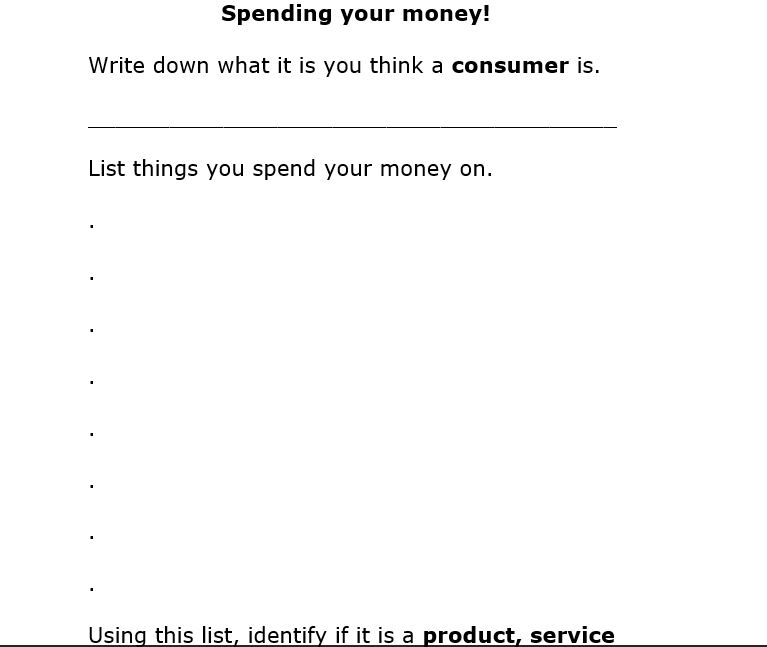 Spending your money!
Write down what it is you think a consumer is.
_______________________________________
List things you spend your money on.
.
.
.
.
.
.
.
.
Using this list, identify if it is a product, service